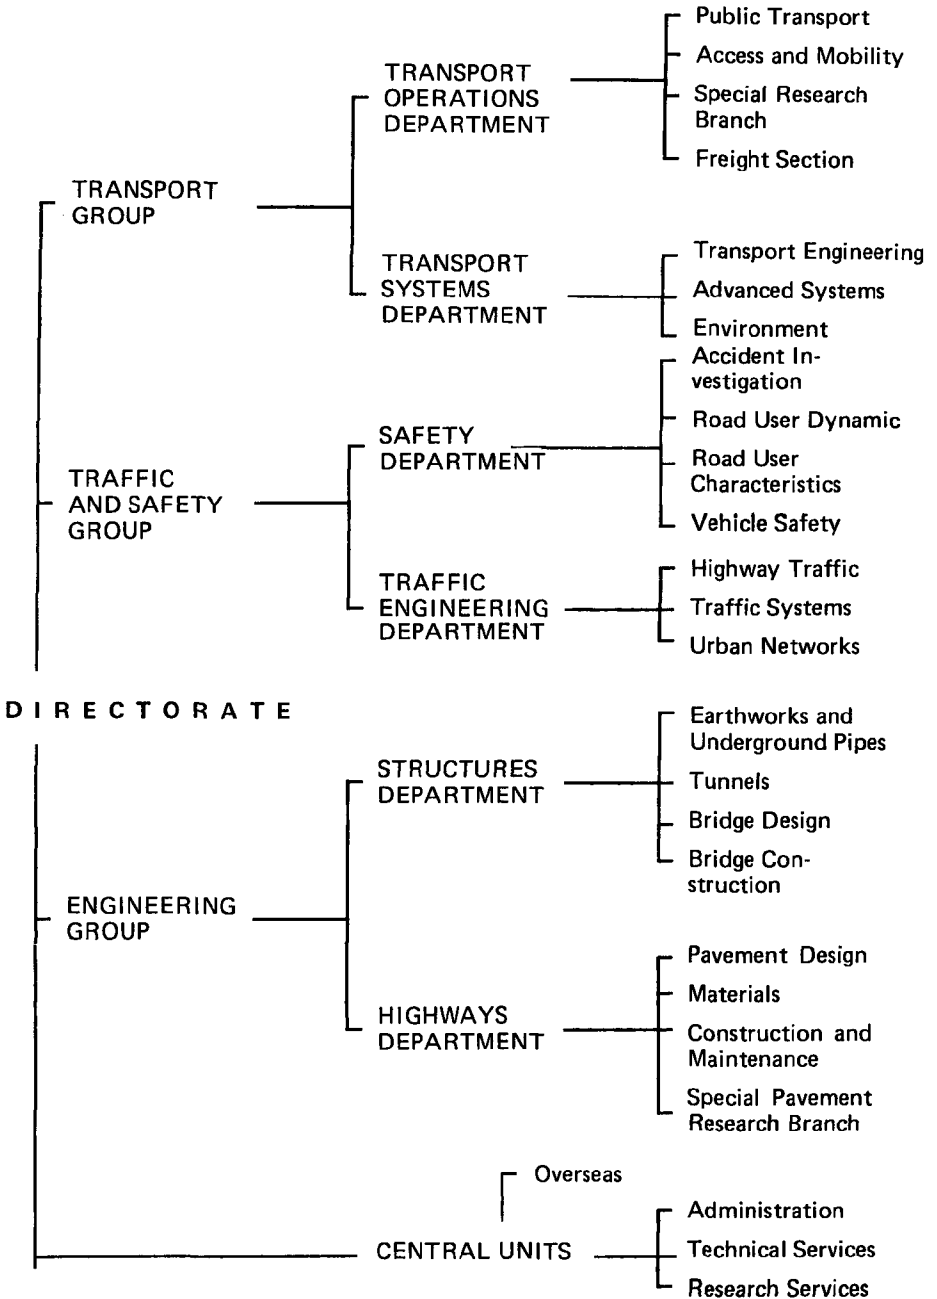 Public Transport
Access and Mobility
Special Research
Branch
Freight Section
TRANSPORT
OPERATIONS
DEPARTMENT
TRANSPORT
GROUP
TRANSPORT
SYSTEMS
DEPARTMENT
Transport Engineering
Advanced Systems
Environment
Accident In-
vestigation
Road User Dynamic
Road User
Characteristics
Vehicle Safety
SAFETY
DEPARTMENT
TRAFFIC
AND SAFETY
GROUP
TRAFFIC
ENGINEERING
DEPARTMENT
Highway Traffic
Traffic Systems
Urban Networks
DIRECTORATE
Earthworks and
Underground Pipes
Tunnels
Bridge Design
Bridge Con-
struction
STRUCTURES
DEPARTMENT
ENGINEERING
GROUP
HIGHWAYS
DEPARTMENT
Pavement Design
Materials
Construction and
Maintenance
Special Pavement
Research Branch
Overseas
CENTRAL UNITS
Administration
Technical Services
Research Services